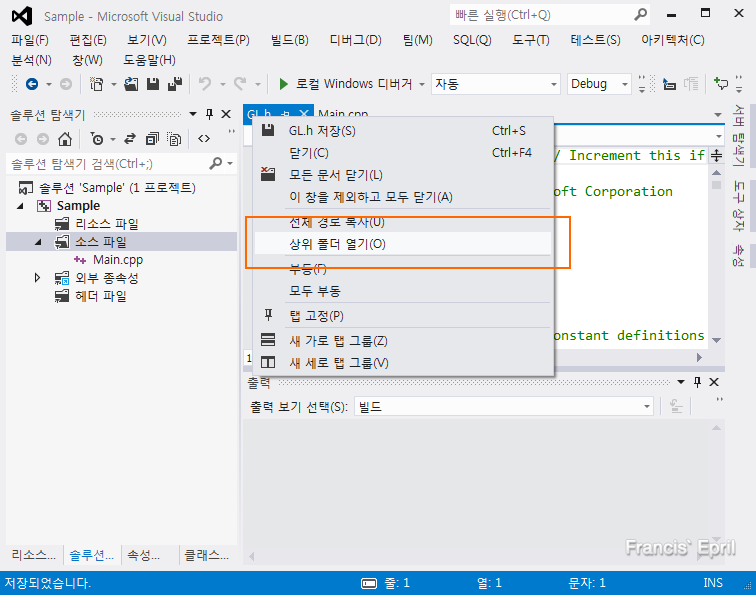 Sample - Microsoft Visual Studio
빠른 실행(Ctrl+Q)
파일(F) 편집(E) 보기(V) 프로젝트(P) 빌드(B) 디버그(D) 팀(M) SQL(Q) 도구(T) 테스트(S) 아키텍처(C)
분석(N) 창(W) 도움말(H)
로컬 Windows 디버거 자동 Debug
솔루션 탐색기
솔루션 탐색기 검색(Ctrl+;)
솔루션 'Sample' (1 프로젝트)
Sample
리소스 파일
소스 파일
Main.cpp
외부 종속성
헤더 파일
GL.h Main.cpp
GL.h 저장(S) Ctrl+S
닫기(C) Ctrl+F4
모든 문서 닫기(L)
이 창을 제외하고 모두 닫기(A)
전체 경로 복사(U)
상위 폴더 열기(O)
부동(F)
모두 부동
탭 고정(P)
새 가로 탭 그룹(Z)
새 세로 탭 그룹(V)
/ Increment this if
oft Corporation
onstant definitions
서버 탐색기
도구 상자
속성
출력
출력 보기 선택(S): 빌드
리소스... 솔루션... 속성... 클래스...
Francis` Epril
저장되었습니다. 줄: 1 열: 1 문자: 1 INS